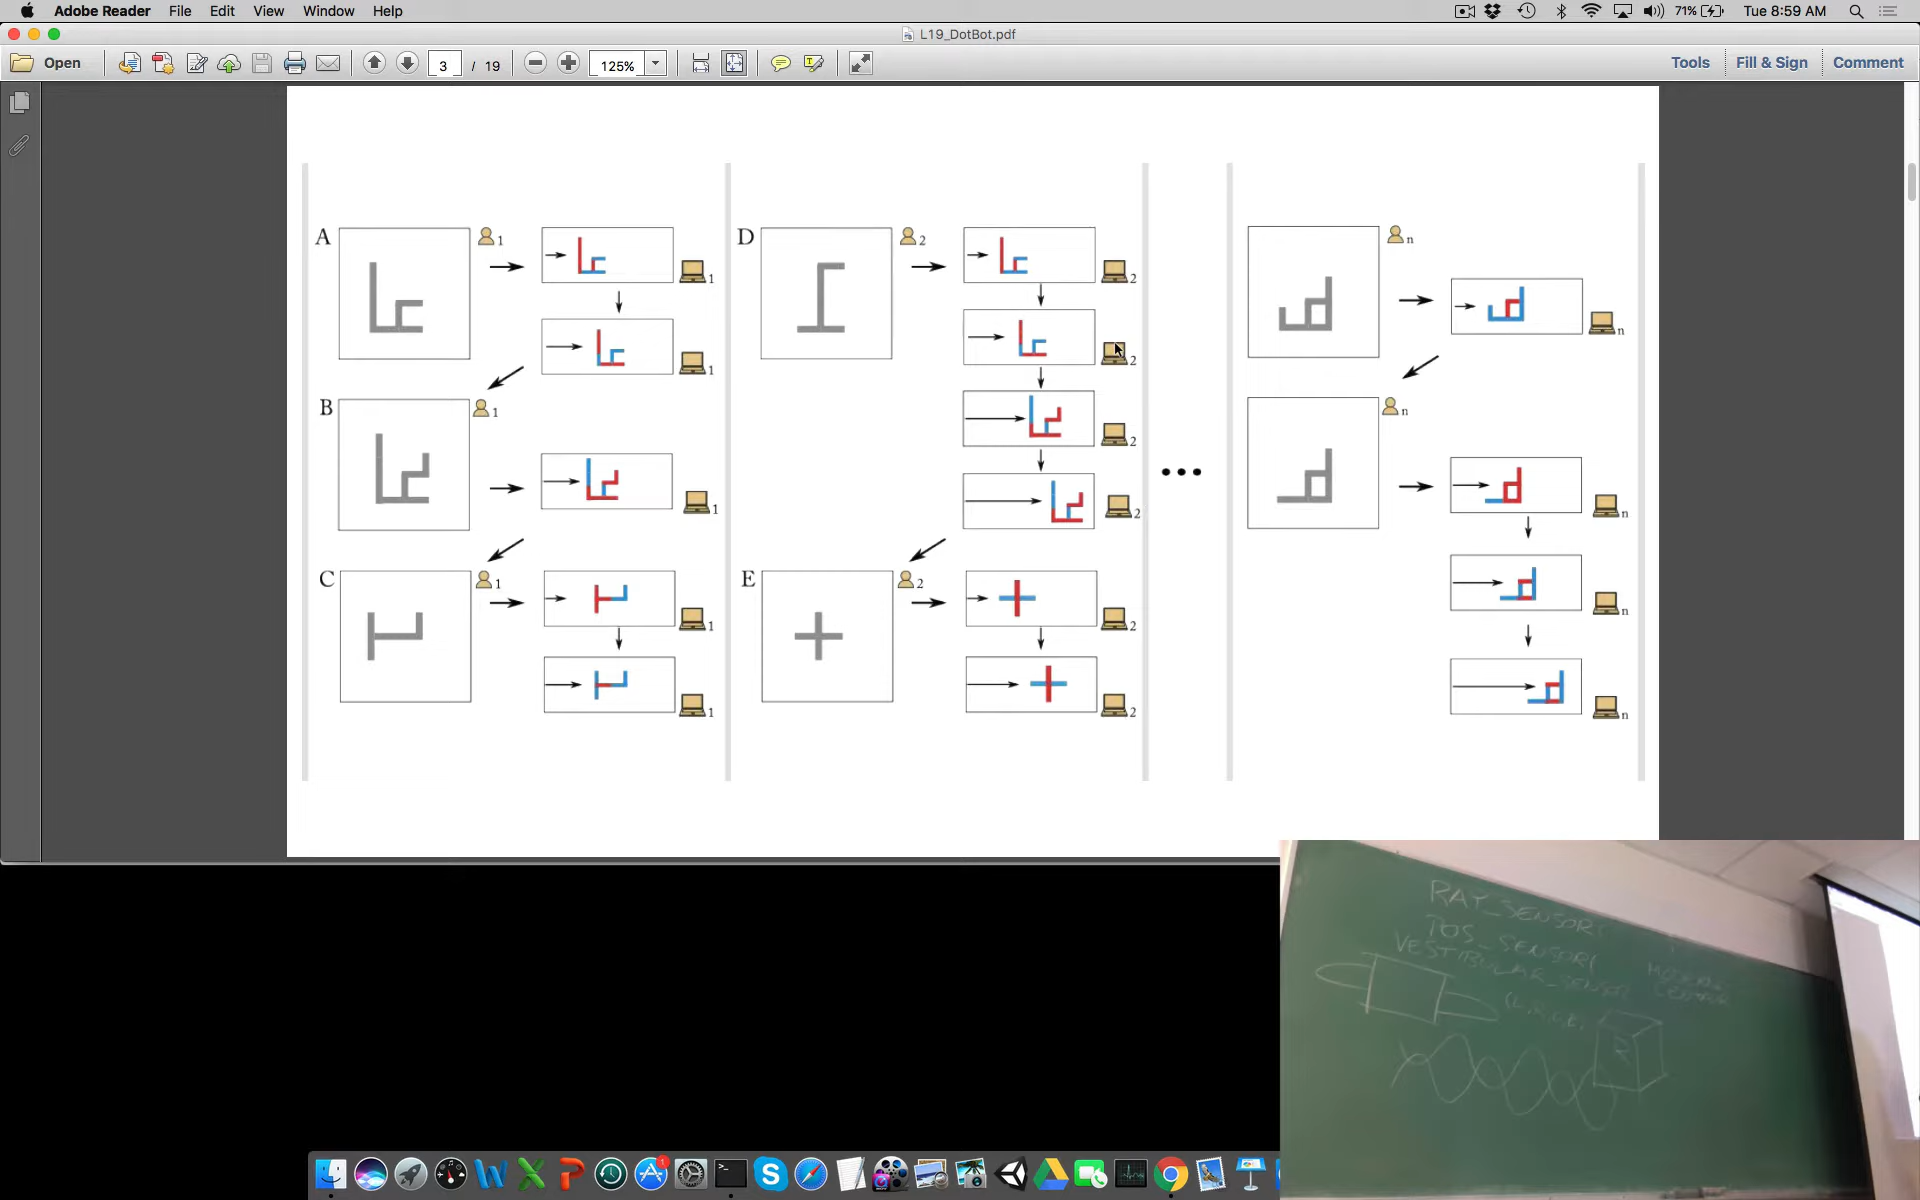 Adobe Reader File Edit View Window Help 71% Tue 8:59 AM
L19_DotBot.pdf
Open 3 / 19 125% Tools Fill & Sign Comment
A 1 1
1
B 1 1
C 1 1
1
D 2 2
2
2
2
E 2 2
2
...
n n
n n
n
n
RAY_SENSOR(
POS_SENSOR(
VESTIBULAR_SENSOR